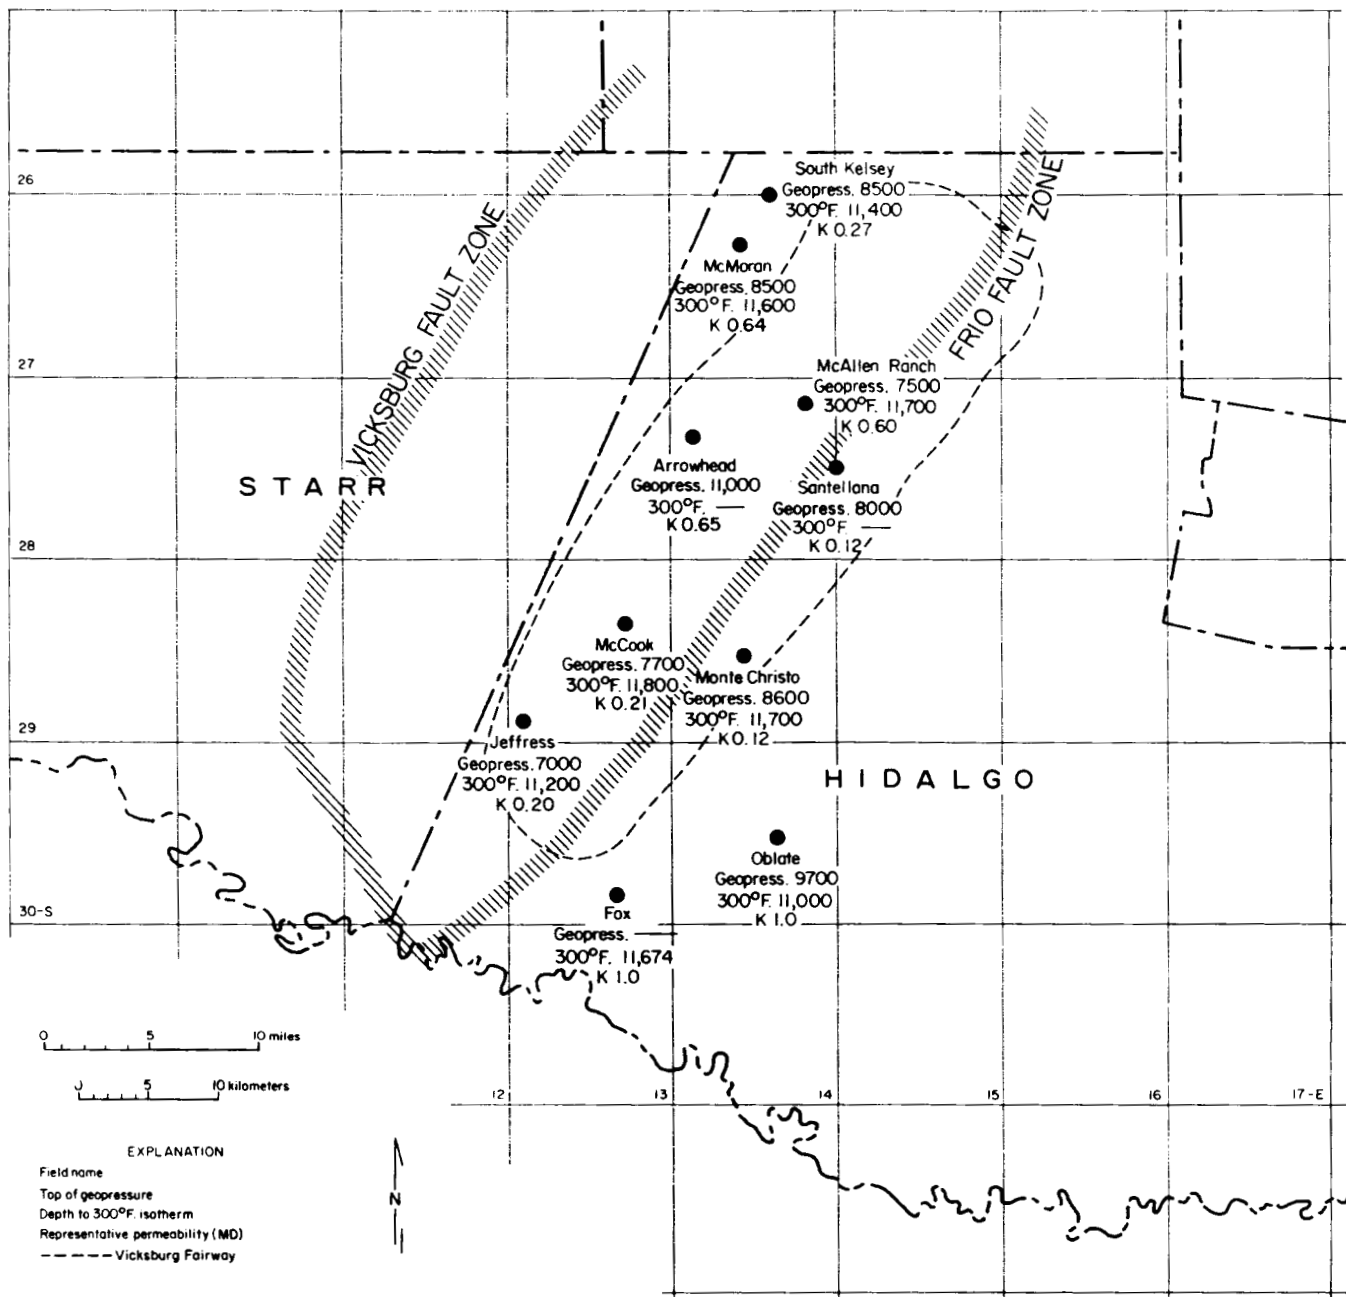 26
South Kelsey
Geopress. 8500
300°F. 11,400
K 0.27
VICKSBURG FAULT ZONE
FRIO FAULT ZONE
McMoran
Geopress. 8500
300°F. 11,600
K 0.64
27
McAllen Ranch
Geopress. 7500
300°F. 11,700
K 0.60
STARR
Arrowhead
Geopress. 11,000
300°F. —
K 0.65
Santellana
Geopress. 8000
300°F. —
K 0.12
28
McCook
Geopress. 7700
300°F. 11,800
K 0.21
Monte Christo
Geopress. 8600
300°F. 11,700
K 0.12
29
Jeffress
Geopress. 7000
300°F. 11,200
K 0.20
HIDALGO
Oblate
Geopress. 9700
300°F. 11,000
K 1.0
30-S
Fox
Geopress. —
300°F. 11,674
K 1.0
0 5 10 miles
0 5 10 kilometers
12 13 14 15 16 17-E
EXPLANATION
Field name
Top of geopressure
Depth to 300°F. isotherm
Representative permeability (MD)
Vicksburg Fairway
N